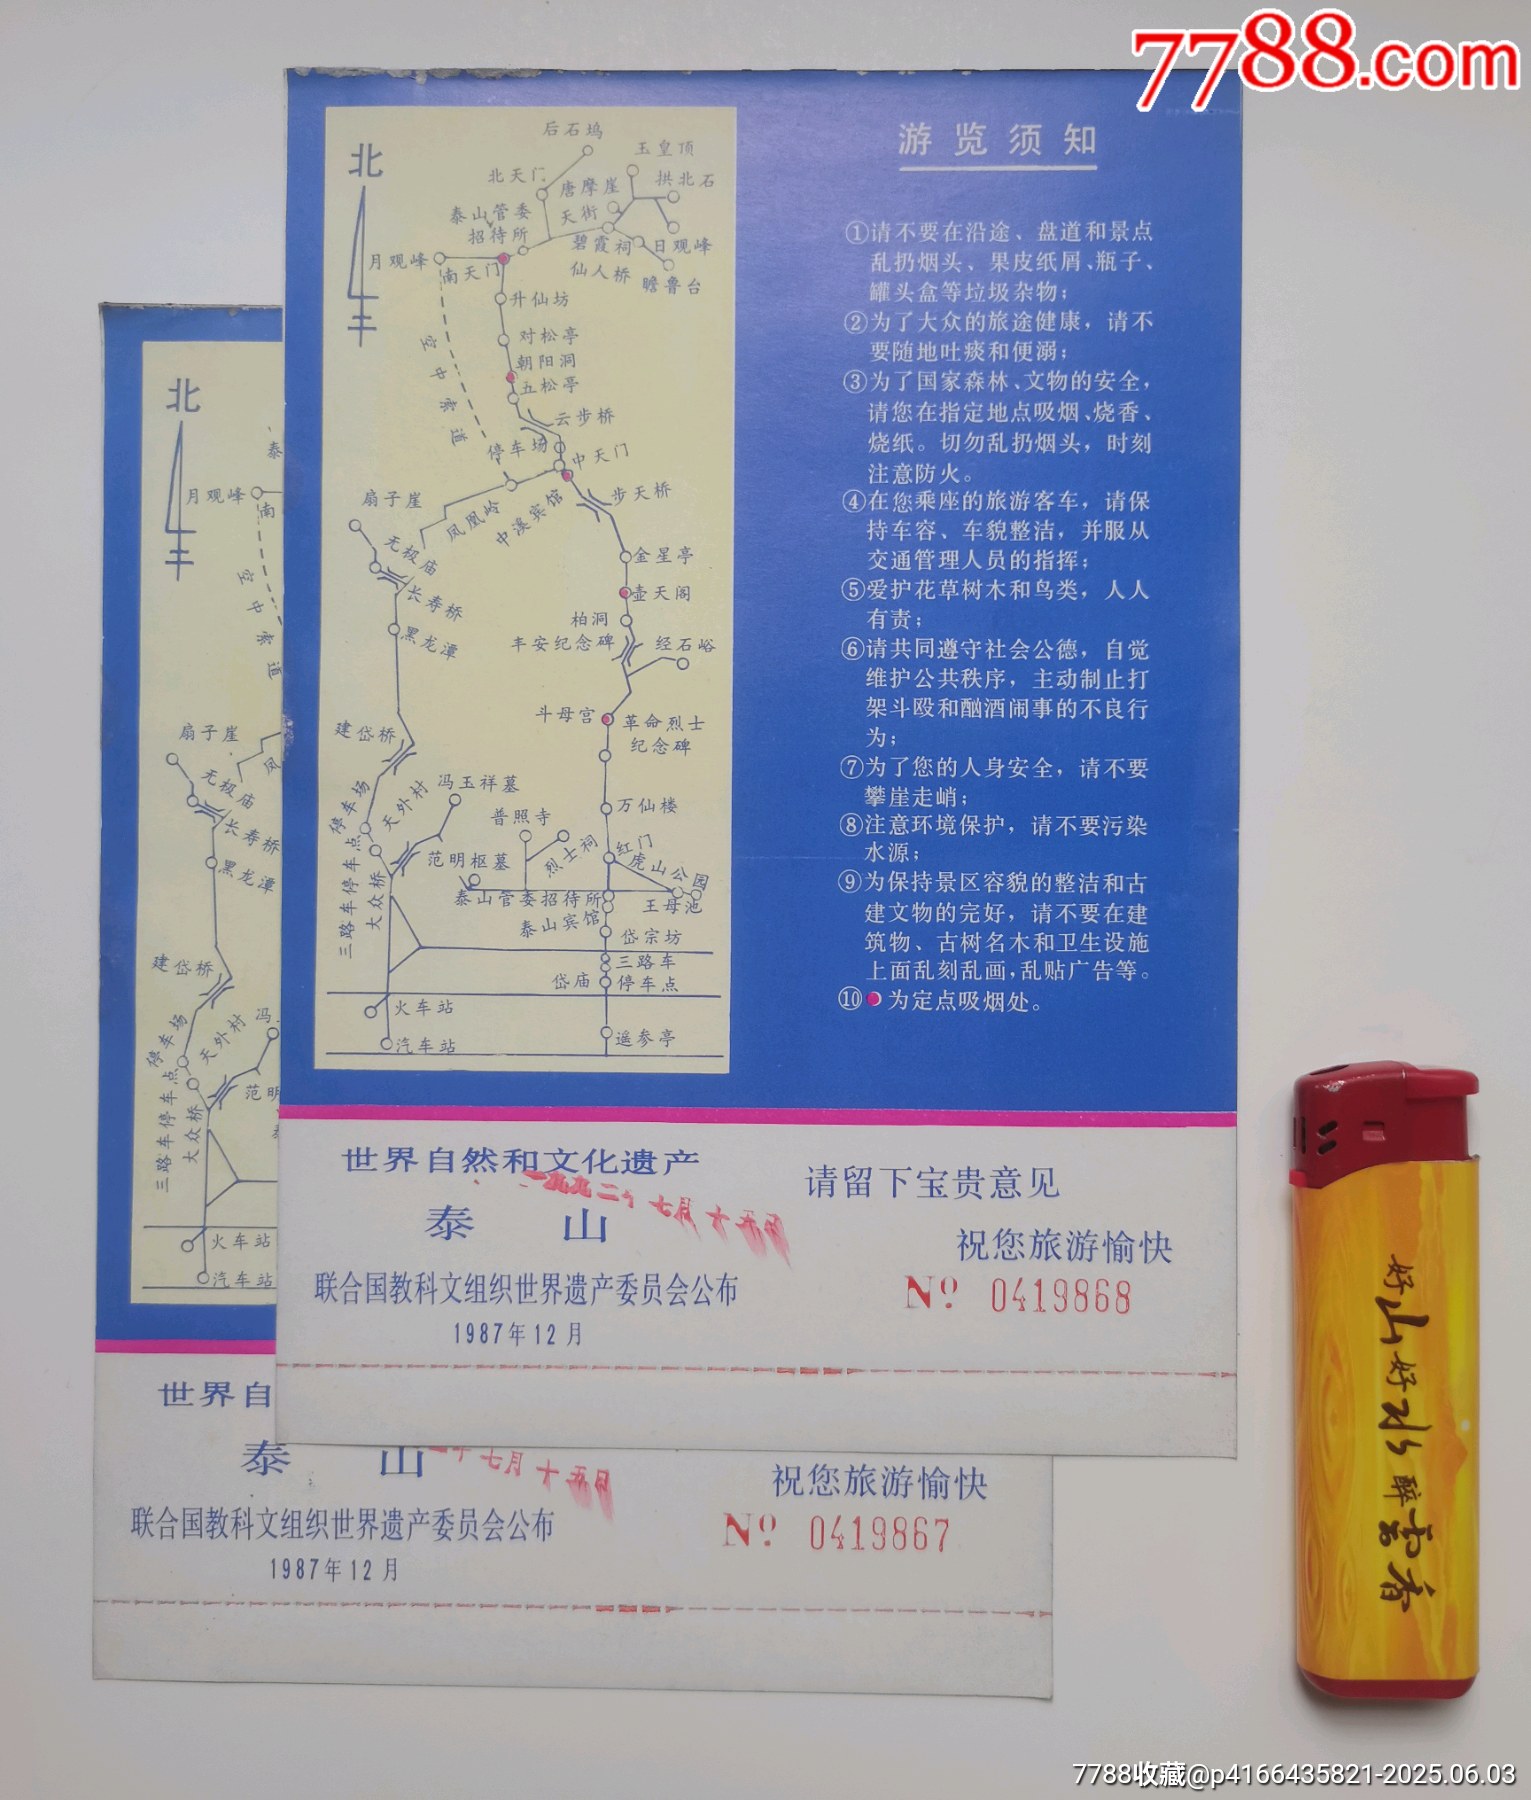 7788.com
游览须知
①请不要在沿途、盘道和景点
乱扔烟头、果皮纸屑、瓶子、
罐头盒等垃圾杂物；
②为了大众的旅途健康，请不
要随地吐痰和便溺；
③为了国家森林、文物的安全，
请您在指定地点吸烟、烧香、
烧纸。切勿乱扔烟头，时刻
注意防火。
④在您乘座的旅游客车，请保
持车容、车貌整洁，并服从
交通管理人员的指挥；
⑤爱护花草树木和鸟类，人人
有责；
⑥请共同遵守社会公德，自觉
维护公共秩序，主动制止打
架斗殴和酗酒闹事的不良行
为；
⑦为了您的人身安全，请不要
攀崖走峭；
⑧注意环境保护，请不要污染
水源；
⑨为保持景区容貌的整洁和古
建文物的完好，请不要在建
筑物、古树名木和卫生设施
上面乱刻乱画，乱贴广告等。
⑩●为定点吸烟处。
北
后石坞
玉皇顶
北天门
唐摩崖
拱北石
泰山管委
招待所
天街
碧霞祠
日观峰
月观峰
南天门
仙人桥
瞻鲁台
升仙坊
对松亭
朝阳洞
五松亭
空中索道
云步桥
停车场
中天门
扇子崖
凤凰岭
中溪宾馆
步天桥
无极庙
金星亭
长寿桥
壶天阁
黑龙潭
柏洞
丰安纪念碑
经石峪
斗母宫
革命烈士
纪念碑
建岱桥
停车场
天外村
冯玉祥墓
万仙楼
普照寺
烈士祠
红门
虎山公园
范明枢墓
三路车停车点
大众桥
泰山管委招待所
王母池
泰山宾馆
岱宗坊
三路车
停车点
岱庙
火车站
汽车站
遥参亭
世界自然和文化遗产
一九九二年七月十五日
请留下宝贵意见
泰山
祝您旅游愉快
联合国教科文组织世界遗产委员会公布
№ 0419868
1987年12月
北
泰
月观峰
南
空中索道
扇子崖
凤
无极庙
长寿桥
黑龙潭
建岱桥
停车场
天外村
冯
范明
三路车停车点
大众桥
火车站
汽车站
世界自
泰山
七月十五日
祝您旅游愉快
联合国教科文组织世界遗产委员会公布
№ 0419867
1987年12月
好山好水醉云香
7788收藏@p4166435821-2025.06.03